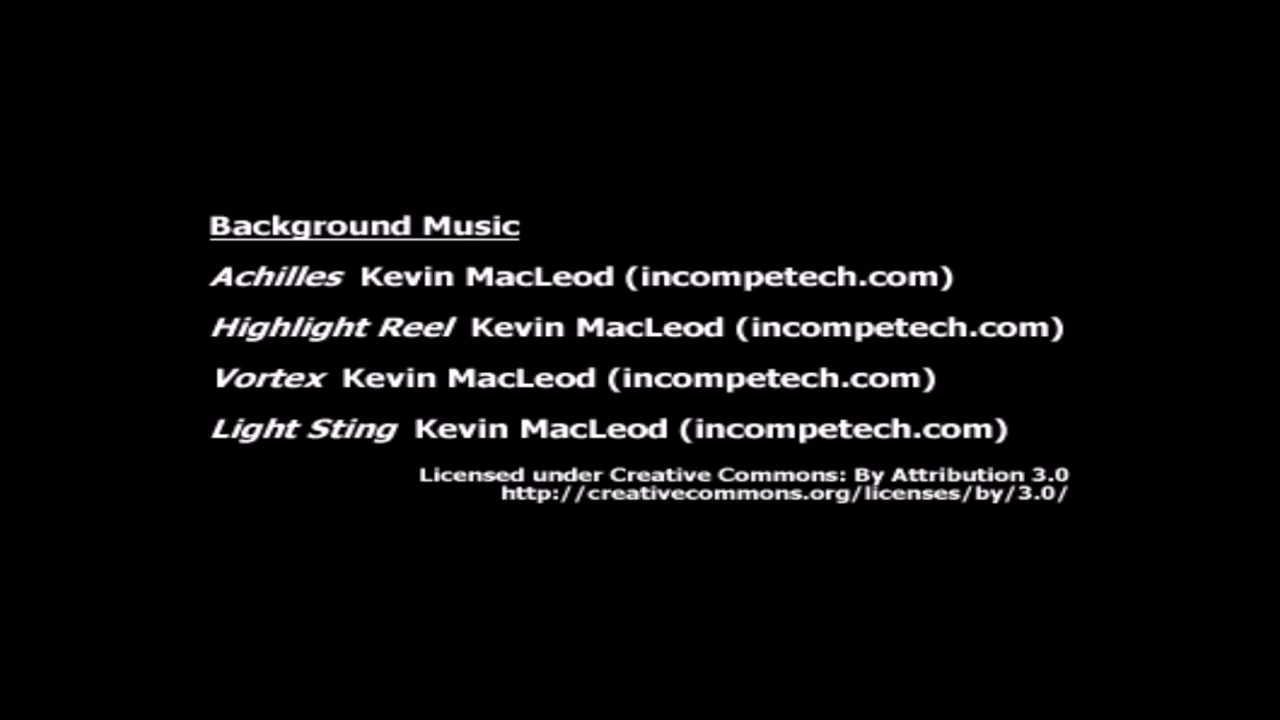 Background Music
Achilles Kevin MacLeod (incompetech.com)
Highlight Reel Kevin MacLeod (incompetech.com)
Vortex Kevin MacLeod (incompetech.com)
Light Sting Kevin MacLeod (incompetech.com)
Licensed under Creative Commons: By Attribution 3.0
http://creativecommons.org/licenses/by/3.0/